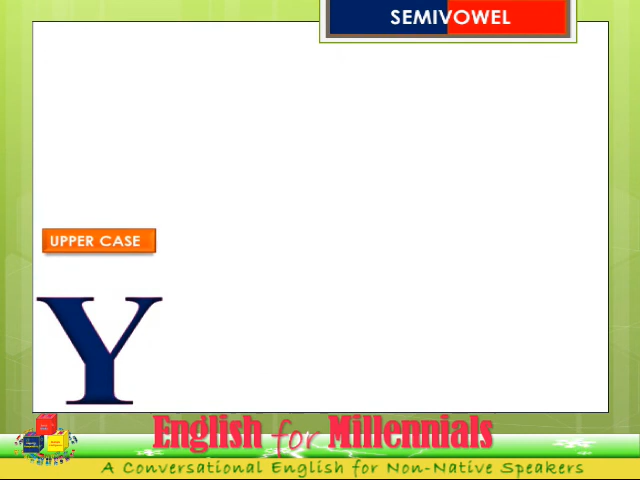 SEMIVOWEL
UPPER CASE
Y
English for Millennials
A Conversational English for Non-Native Speakers